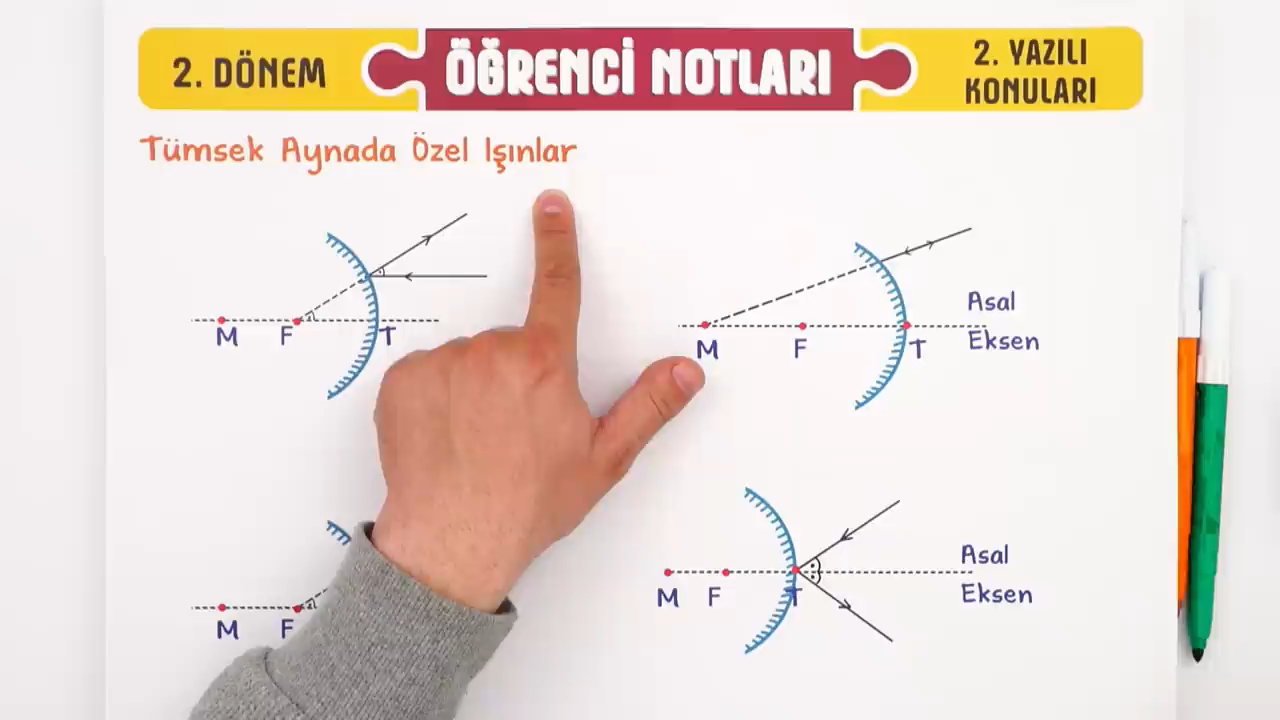 2. DÖNEM
ÖĞRENCİ NOTLARI
2. YAZILI
KONULARI
Tümsek Aynada Özel Işınlar
M F T
M F T
Asal
Eksen
M F
M F T
Asal
Eksen